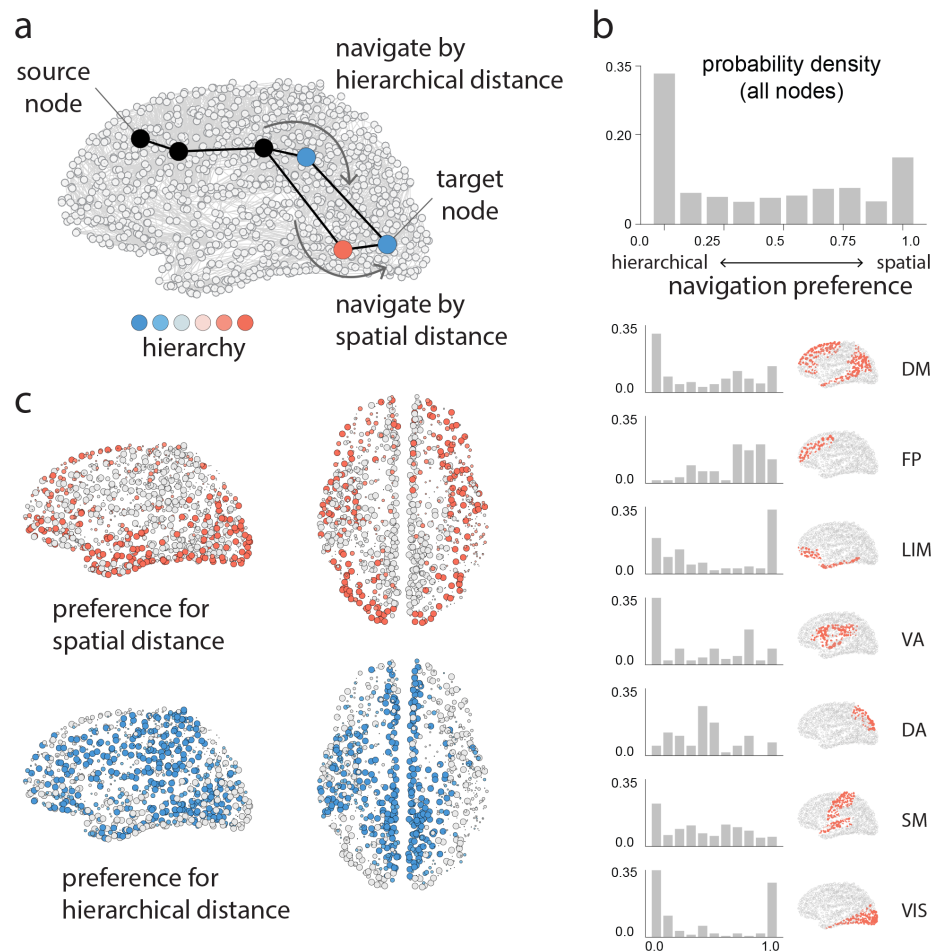 a
source
node
navigate by
hierarchical distance
target
node
navigate by
spatial distance
hierarchy
b
0.35
0.20
0
probability density
(all nodes)
0.0
0.25
0.5
0.75
1.0
hierarchical
spatial
navigation preference
0.35
0.0
DM
0.35
0.0
FP
0.35
0.0
LIM
0.35
0.0
VA
0.35
0.0
DA
0.35
0.0
SM
0.35
0.0
VIS
0.0
1.0
c
preference for
spatial distance
preference for
hierarchical distance